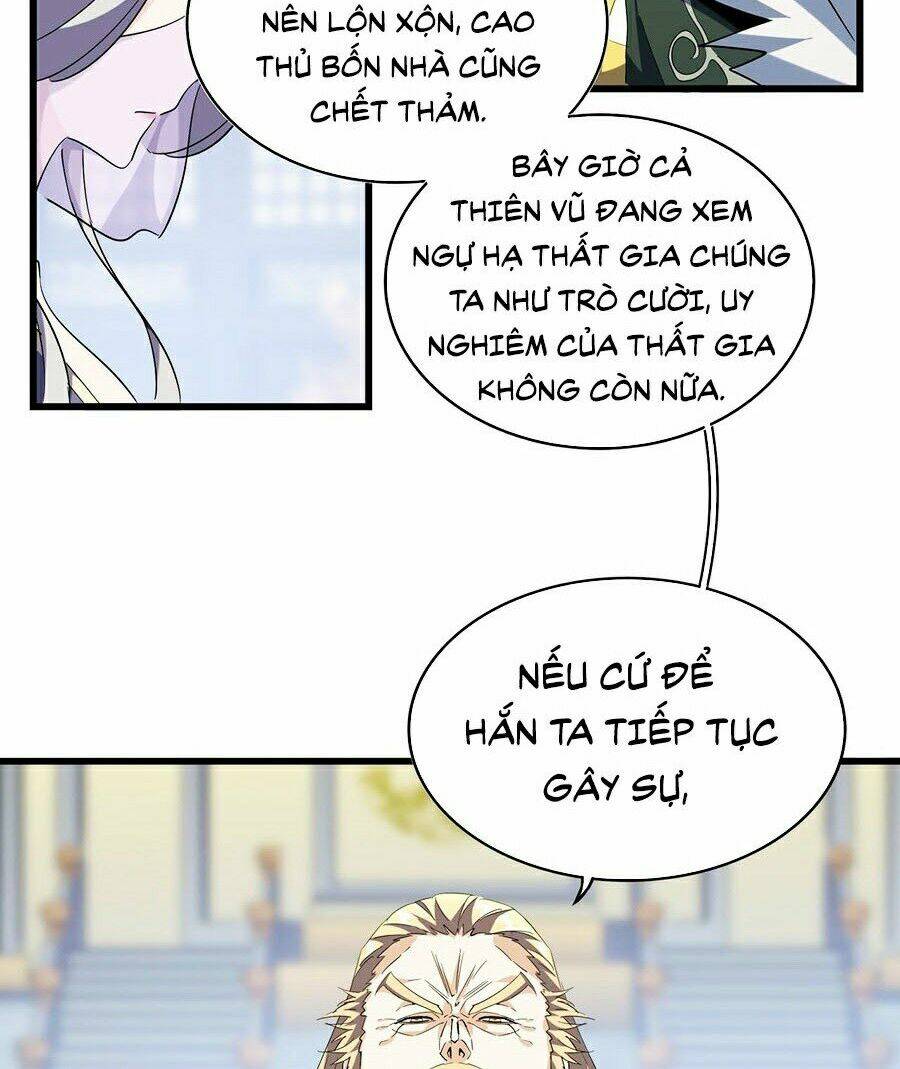 NÊN LỘN XỘN, CAO
THỦ BỐN NHÀ CŨNG
CHẾT THẢM.
BÂY GIỜ CẢ
THIÊN VŨ ĐANG XEM
NGỰ HẠ THẤT GIA CHÚNG
TA NHƯ TRÒ CƯỜI, UY
NGHIÊM CỦA THẤT GIA
KHÔNG CÒN NỮA.
NẾU CỨ ĐỂ
HẮN TA TIẾP TỤC
GÂY SỰ,